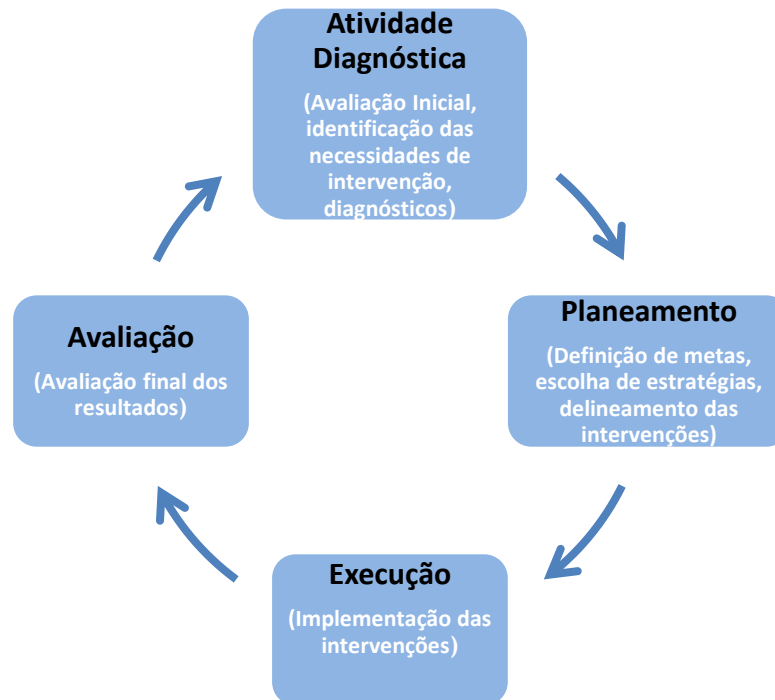 Atividade
Diagnóstica
(Avaliação Inicial,
identificação das
necessidades de
intervenção,
diagnósticos)
Planeamento
(Definição de metas,
escolha de estratégias,
delineamento das
intervenções)
Execução
(Implementação das
intervenções)
Avaliação
(Avaliação final dos
resultados)